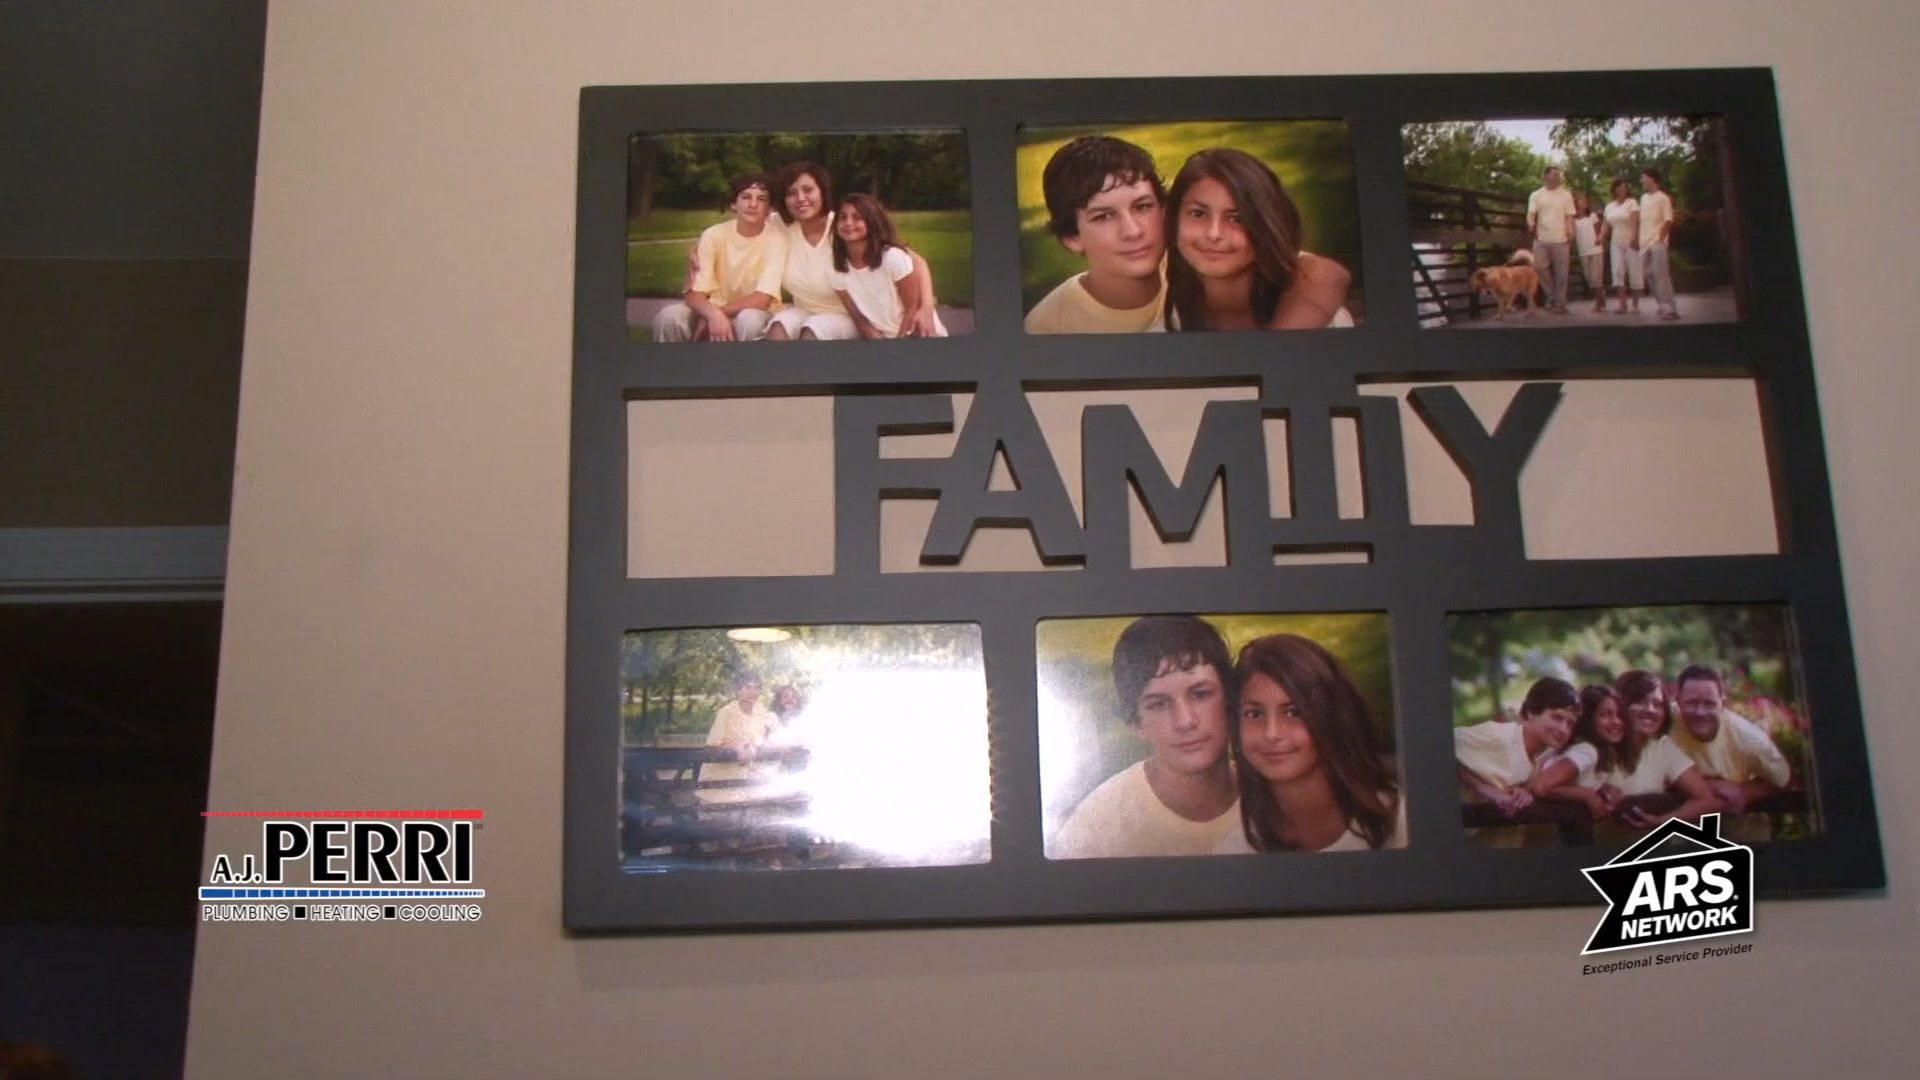 FAMILY
A.J. PERRI
PLUMBING ■ HEATING ■ COOLING
ARS®
NETWORK
Exceptional Service Provider